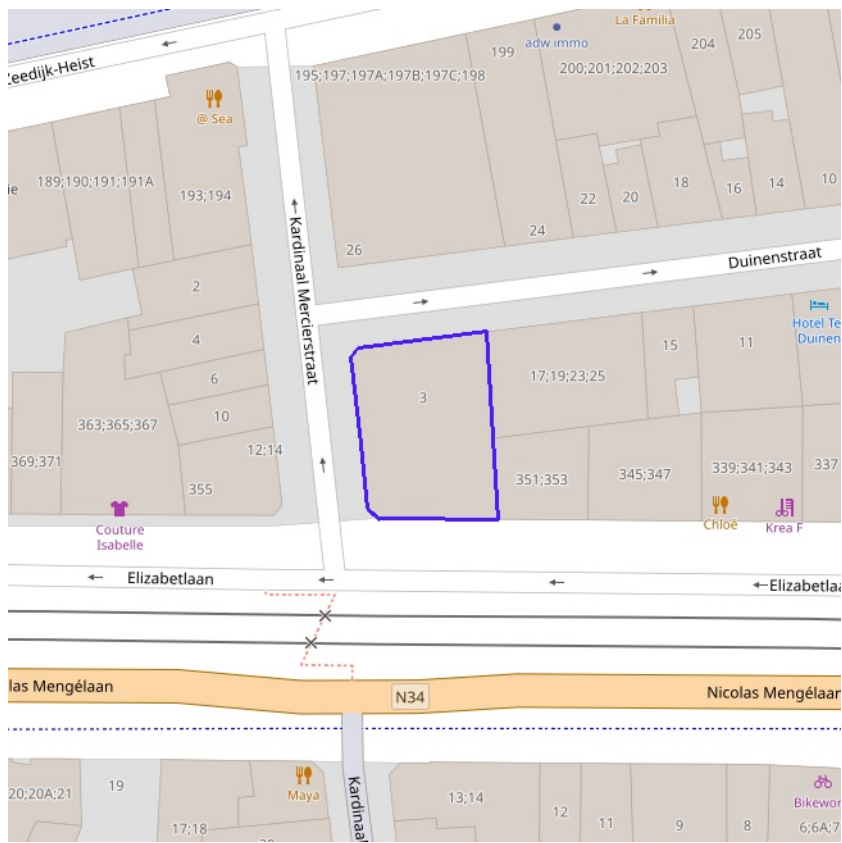 La Familia
adw immo
199
204
205
Zeedijk-Heist
195;197;197A;197B;197C;198
200;201;202;203
@ Sea
189;190;191;191A
193;194
ie
22
20
18
16
14
10
24
26
Kardinaal Mercierstraat
Duinenstraat
2
4
6
10
12;14
363;365;367
369;371
355
3
17;19;23;25
15
11
Hotel Te
Duinen
351;353
345;347
339;341;343
337
Chloé
Krea F
Couture
Isabelle
Elizabetlaan
Elizabetlaa
las Mengélaan
N34
Nicolas Mengélaan
20;20A;21
19
17;18
Maya
Kardinaal
13;14
12
11
9
8
Bikewor
6;6A;7